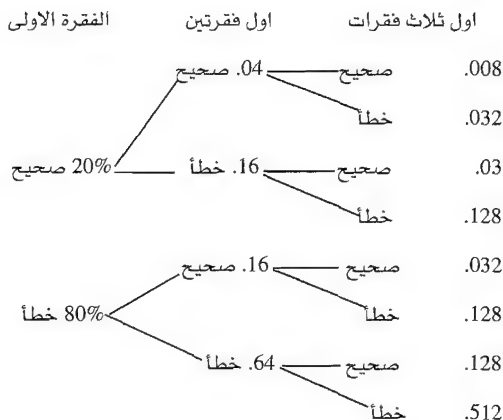 اول ثلاث فقرات اول فقرتين الفقرة الاولى
.04 صحيح صحيح .008
خطأ .032
20% صحيح .16 خطأ صحيح .03
خطأ .128
.16 صحيح صحيح .032
80% خطأ خطأ .128
.64 خطأ صحيح .128
خطأ .512